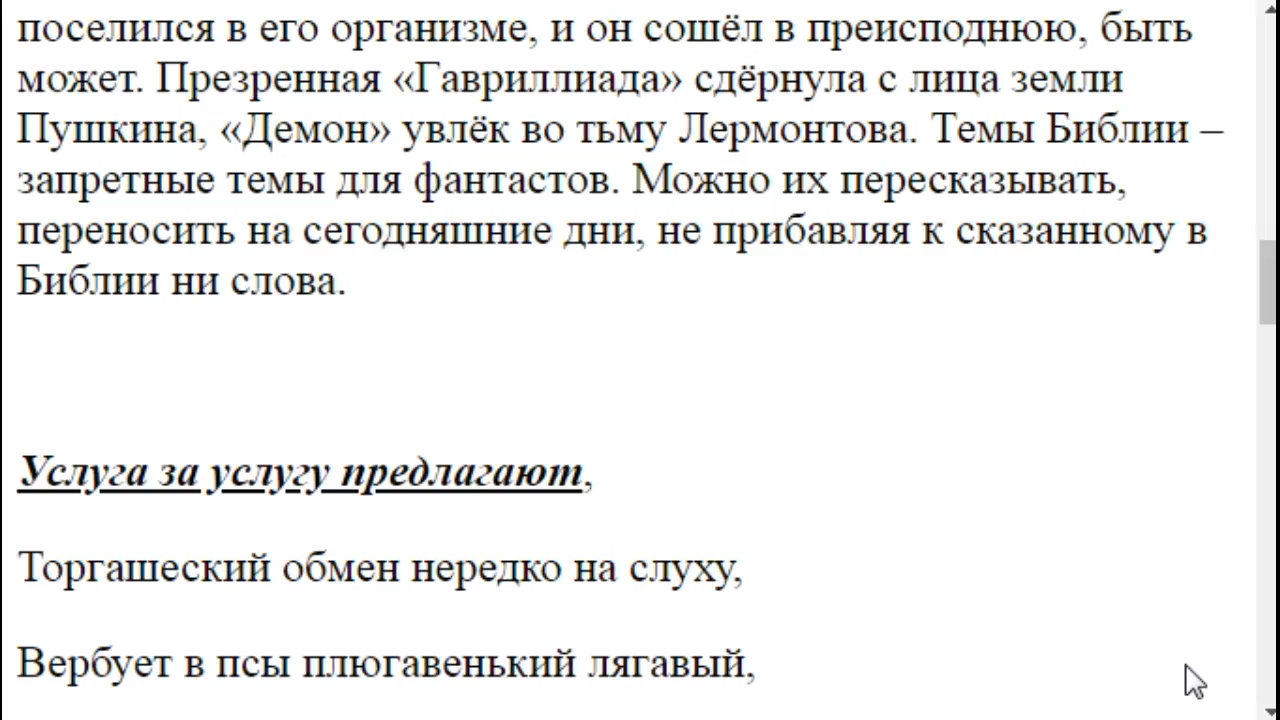 поселился в его организме, и он сошёл в преисподнюю, быть
может. Презренная «Гавриллиада» сдёрнула с лица земли
Пушкина, «Демон» увлёк во тьму Лермонтова. Темы Библии –
запретные темы для фантастов. Можно их пересказывать,
переносить на сегодняшние дни, не прибавляя к сказанному в
Библии ни слова.
Услуга за услугу предлагают,
Торгашеский обмен нередко на слуху,
Вербует в псы плюгавенький лягавый,